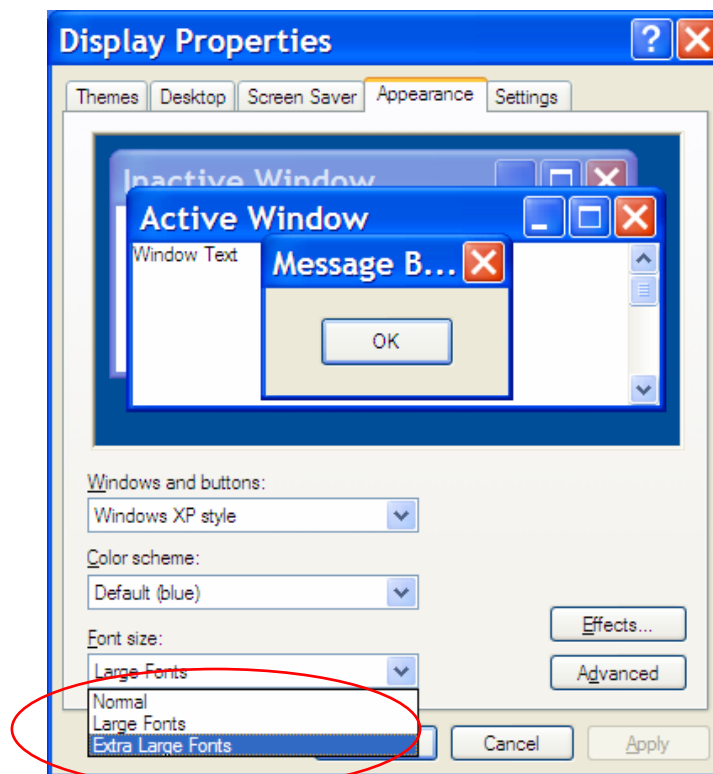 Display Properties
Themes Desktop Screen Saver Appearance Settings
Inactive Window
Active Window
Window Text
Message B...
OK
Windows and buttons:
Windows XP style
Color scheme:
Default (blue)
Effects...
Font size:
Large Fonts
Advanced
Normal
Large Fonts
Extra Large Fonts
Cancel
Apply